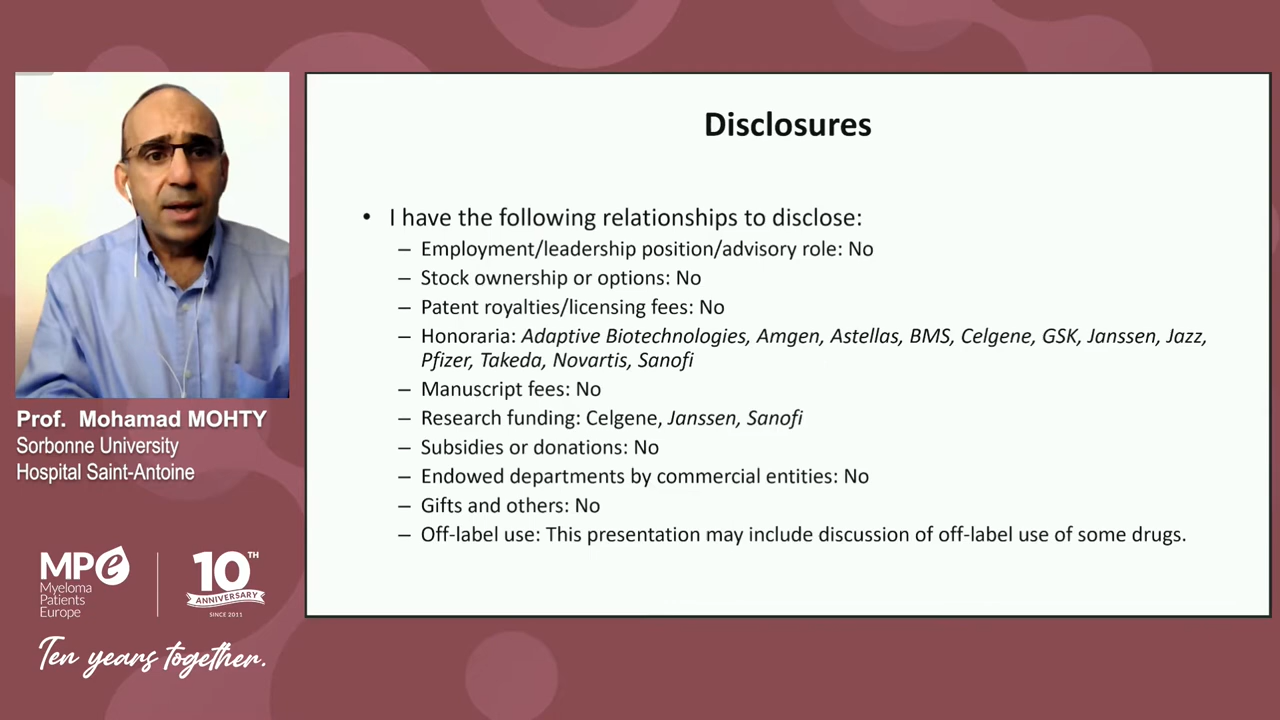 Disclosures
• I have the following relationships to disclose:
– Employment/leadership position/advisory role: No
– Stock ownership or options: No
– Patent royalties/licensing fees: No
– Honoraria: Adaptive Biotechnologies, Amgen, Astellas, BMS, Celgene, GSK, Janssen, Jazz,
Pfizer, Takeda, Novartis, Sanofi
– Manuscript fees: No
– Research funding: Celgene, Janssen, Sanofi
– Subsidies or donations: No
– Endowed departments by commercial entities: No
– Gifts and others: No
– Off-label use: This presentation may include discussion of off-label use of some drugs.
Prof. Mohamad MOHTY
Sorbonne University
Hospital Saint-Antoine
MPe
Myeloma
Patients
Europe
10TH
ANNIVERSARY
SINCE 2011
Ten years together.